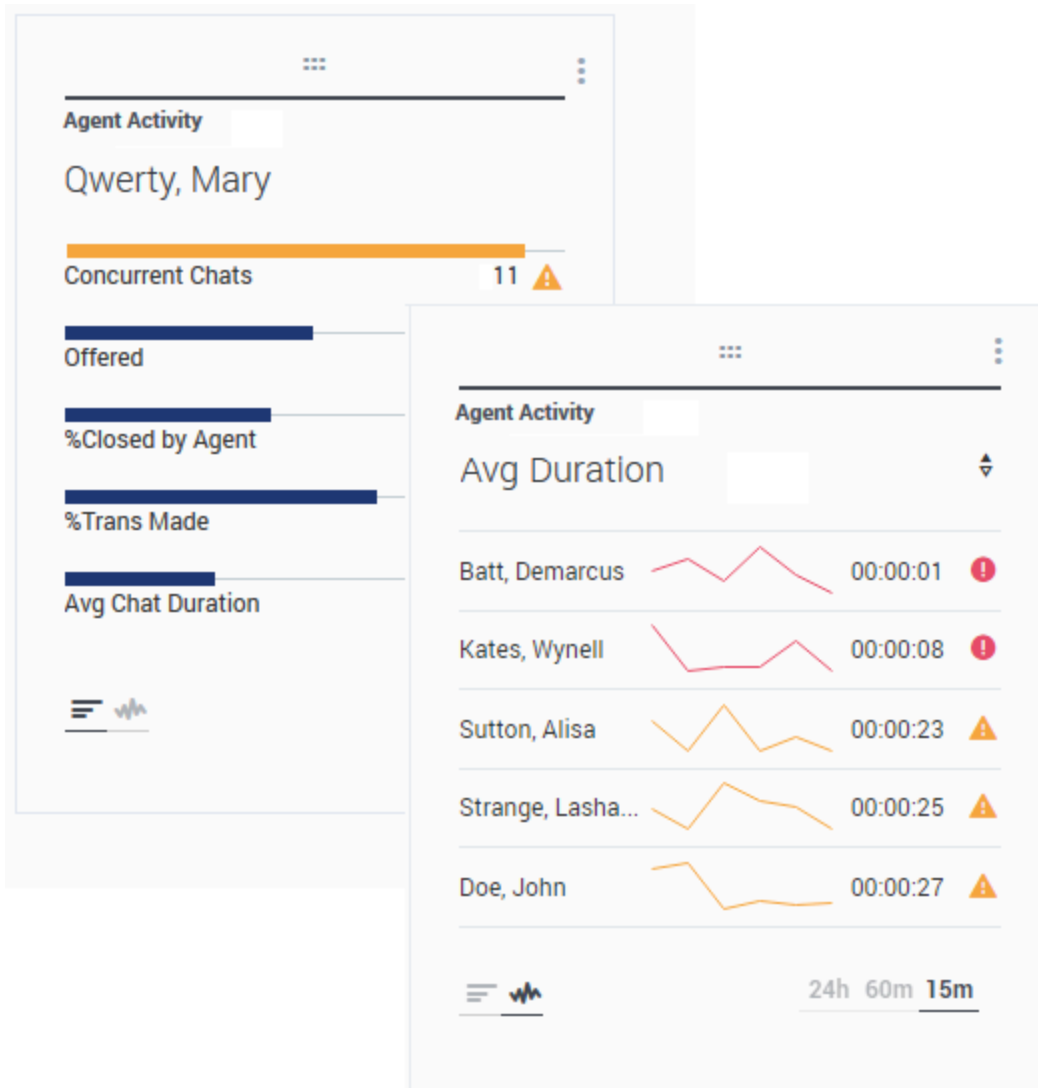 Agent Activity
Qwerty, Mary
Concurrent Chats 11
Offered
%Closed by Agent
%Trans Made
Avg Chat Duration
Agent Activity
Avg Duration
Batt, Demarcus 00:00:01
Kates, Wynell 00:00:08
Sutton, Alisa 00:00:23
Strange, Lasha... 00:00:25
Doe, John 00:00:27
24h 60m 15m